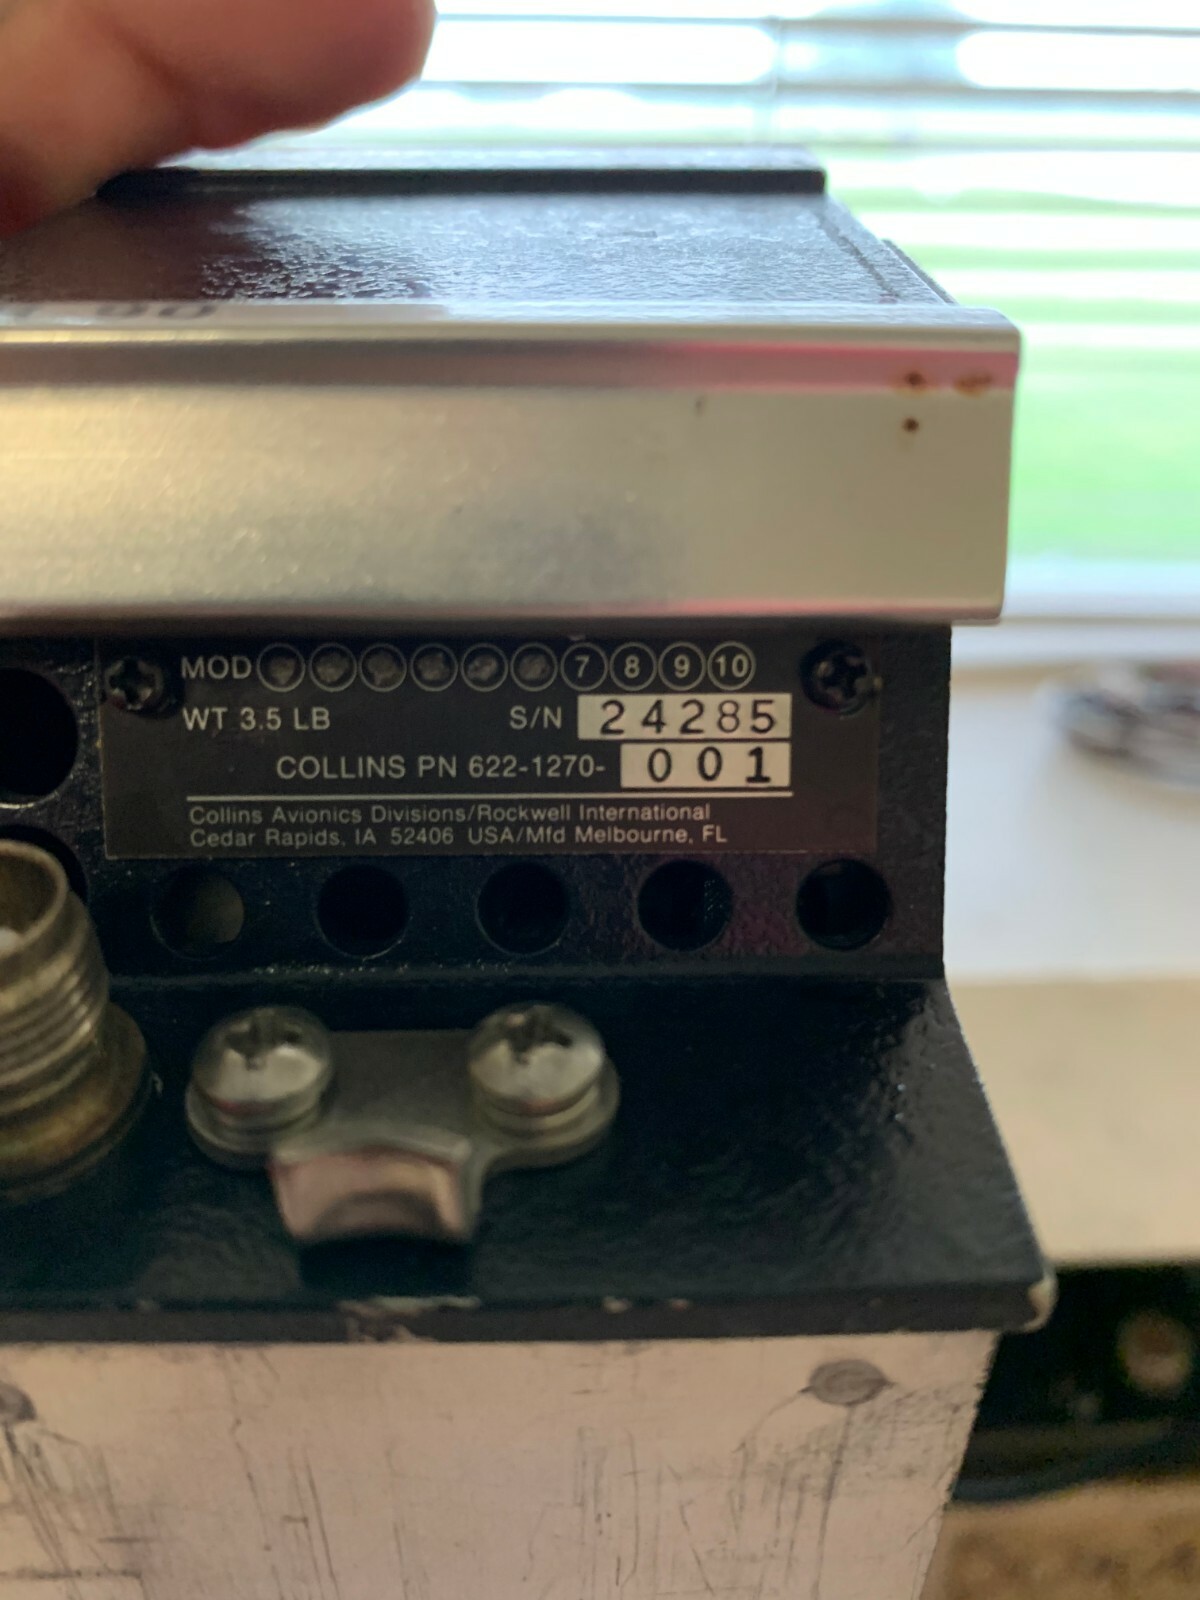 90
MOD 7 8 9 10
WT 3.5 LB S/N 24285
COLLINS PN 622-1270- 001
Collins Avionics Divisions/Rockwell International
Cedar Rapids, IA 52406 USA/Mfd Melbourne, FL